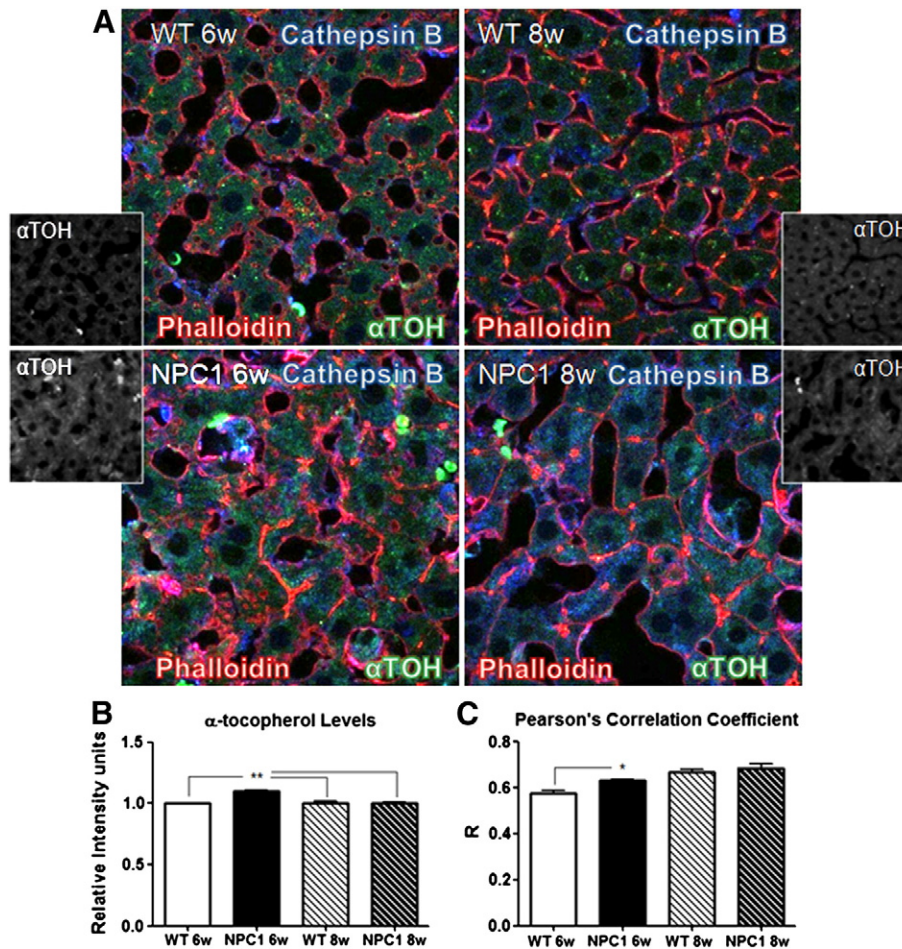 A
WT 6w Cathepsin B
WT 8w Cathepsin B
αTOH
αTOH
Phalloidin αTOH
Phalloidin αTOH
αTOH
NPC1 6w Cathepsin B
NPC1 8w Cathepsin B
αTOH
Phalloidin αTOH
Phalloidin αTOH
B
α-tocopherol Levels
Relative Intensity units
1.5
1.0
0.5
0.0
**
WT 6w NPC1 6w WT 8w NPC1 8w
C
Pearson's Correlation Coefficient
R
0.8
0.6
0.4
0.2
0.0
*
WT 6w NPC1 6w WT 8w NPC1 8w